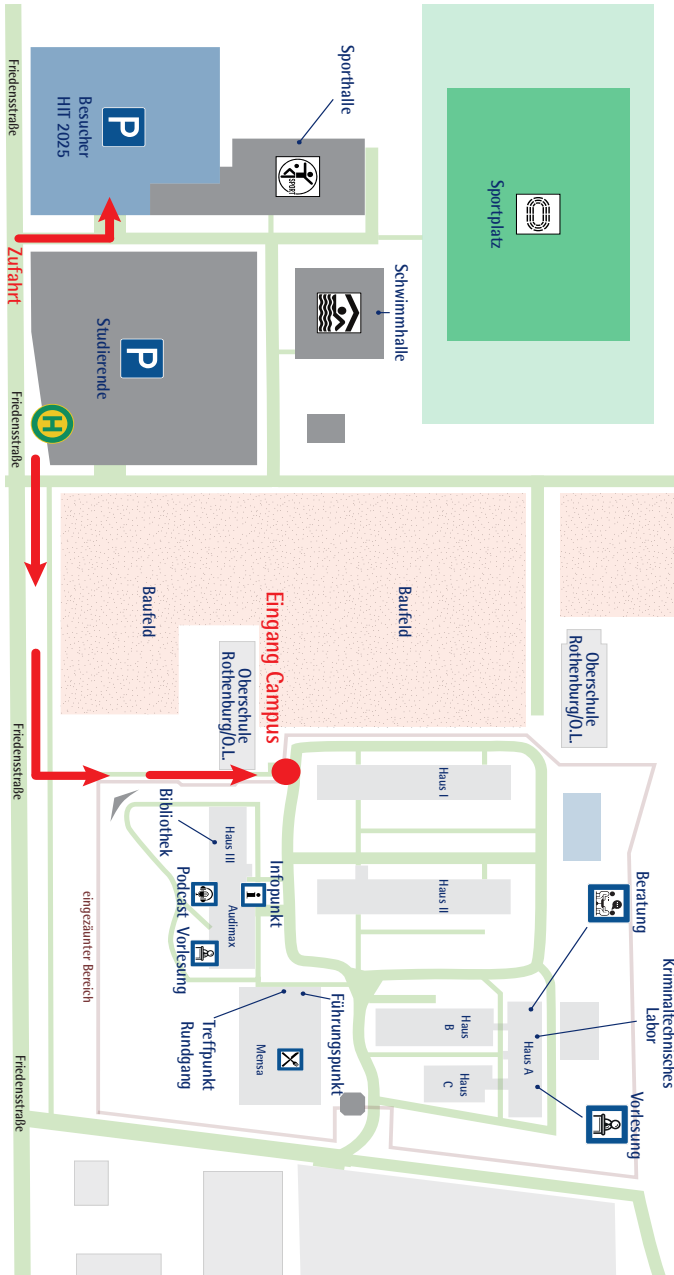 Sporthalle
Sportplatz
Besucher
HIT 2025
P
SPORT
Zufahrt
Schwimmhalle
Studierende
P
H
Friedensstraße
Friedensstraße
Friedensstraße
Friedensstraße
Baufeld
Baufeld
Eingang Campus
Oberschule
Rothenburg/O.L.
Oberschule
Rothenburg/O.L.
Haus I
Haus II
Haus III
Bibliothek
Audimax
Infopunkt
i
Podcast
Vorlesung
eingezäunter Bereich
Beratung
Kriminaltechnisches
Labor
Vorlesung
Haus A
Haus
B
Haus
C
Führungspunkt
Treffpunkt
Rundgang
Mensa